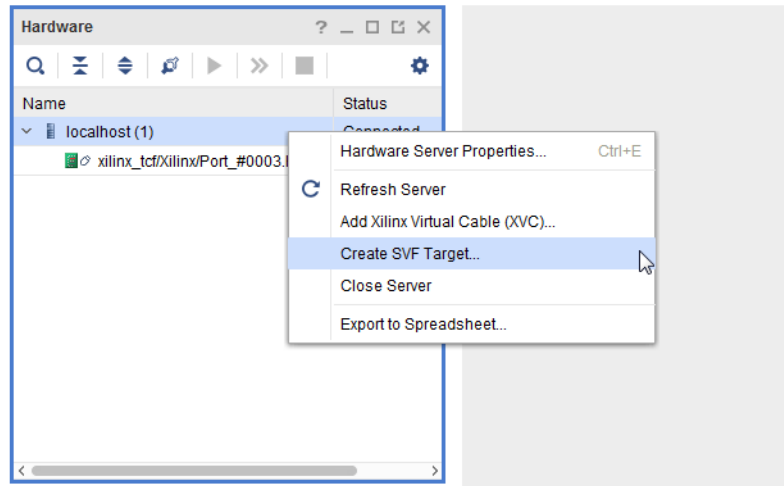 Hardware
Name Status
localhost (1) Connected
xilinx_tcf/Xilinx/Port_#0003.
Hardware Server Properties... Ctrl+E
Refresh Server
Add Xilinx Virtual Cable (XVC)...
Create SVF Target...
Close Server
Export to Spreadsheet...